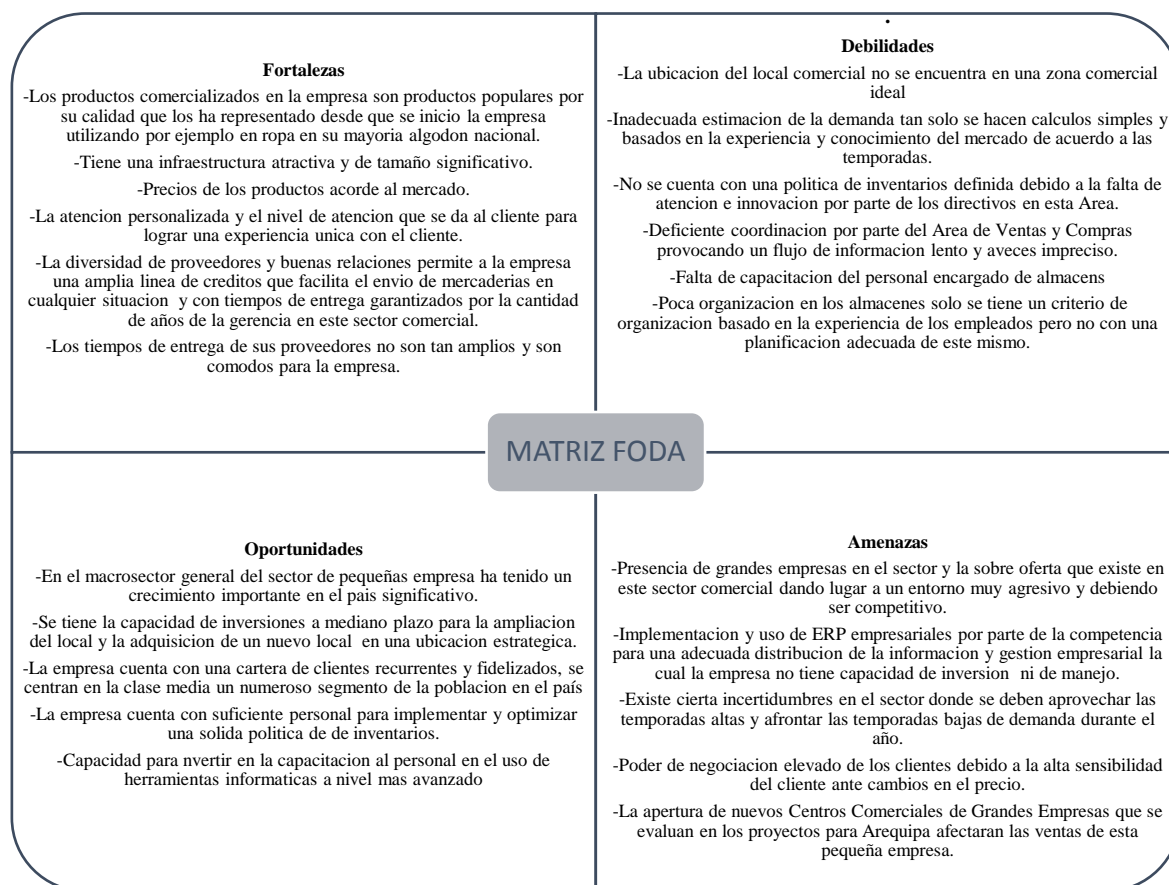 Fortalezas
-Los productos comercializados en la empresa son productos populares por
su calidad que los ha representado desde que se inicio la empresa
utilizando por ejemplo en ropa en su mayoria algodon nacional.
-Tiene una infraestructura atractiva y de tamaño significativo.
-Precios de los productos acorde al mercado.
-La atencion personalizada y el nivel de atencion que se da al cliente para
lograr una experiencia unica con el cliente.
-La diversidad de proveedores y buenas relaciones permite a la empresa
una amplia linea de creditos que facilita el envio de mercaderias en
cualquier situacion y con tiempos de entrega garantizados por la cantidad
de años de la gerencia en este sector comercial.
-Los tiempos de entrega de sus proveedores no son tan amplios y son
comodos para la empresa.
.
Debilidades
-La ubicacion del local comercial no se encuentra en una zona comercial
ideal
-Inadecuada estimacion de la demanda tan solo se hacen calculos simples y
basados en la experiencia y conocimiento del mercado de acuerdo a las
temporadas.
-No se cuenta con una politica de inventarios definida debido a la falta de
atencion e innovacion por parte de los directivos en esta Area.
-Deficiente coordinacion por parte del Area de Ventas y Compras
provocando un flujo de informacion lento y aveces impreciso.
-Falta de capacitacion del personal encargado de almacens
-Poca organizacion en los almacenes solo se tiene un criterio de
organizacion basado en la experiencia de los empleados pero no con una
planificacion adecuada de este mismo.
MATRIZ FODA
Oportunidades
-En el macrosector general del sector de pequeñas empresa ha tenido un
crecimiento importante en el pais significativo.
-Se tiene la capacidad de inversiones a mediano plazo para la ampliacion
del local y la adquisicion de un nuevo local en una ubicacion estrategica.
-La empresa cuenta con una cartera de clientes recurrentes y fidelizados, se
centran en la clase media un numeroso segmento de la poblacion en el país
-La empresa cuenta con suficiente personal para implementar y optimizar
una solida politica de de inventarios.
-Capacidad para nvertir en la capacitacion al personal en el uso de
herramientas informaticas a nivel mas avanzado
Amenazas
-Presencia de grandes empresas en el sector y la sobre oferta que existe en
este sector comercial dando lugar a un entorno muy agresivo y debiendo
ser competitivo.
-Implementacion y uso de ERP empresariales por parte de la competencia
para una adecuada distribucion de la informacion y gestion empresarial la
cual la empresa no tiene capacidad de inversion ni de manejo.
-Existe cierta incertidumbres en el sector donde se deben aprovechar las
temporadas altas y afrontar las temporadas bajas de demanda durante el
año.
-Poder de negociacion elevado de los clientes debido a la alta sensibilidad
del cliente ante cambios en el precio.
-La apertura de nuevos Centros Comerciales de Grandes Empresas que se
evaluan en los proyectos para Arequipa afectaran las ventas de esta
pequeña empresa.